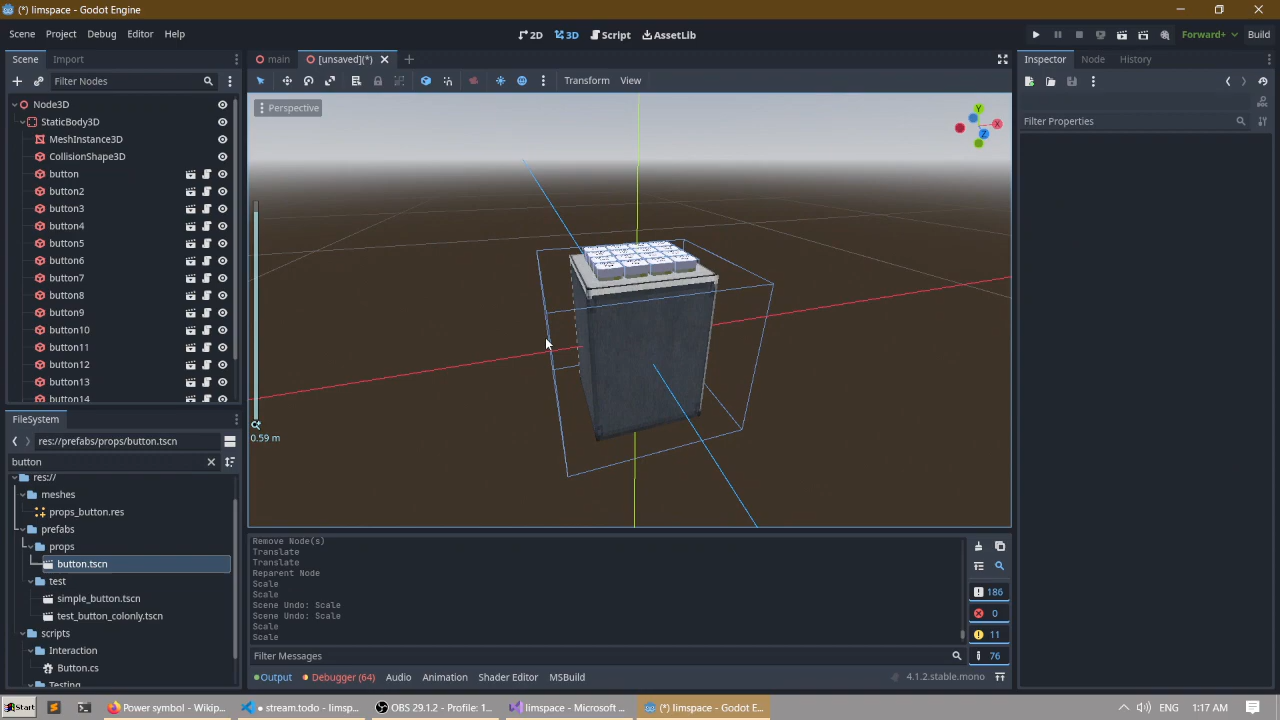 (*) limspace - Godot Engine
Scene Project Debug Editor Help
2D 3D Script AssetLib
Forward+ Build
Scene Import
main [unsaved](*)
Inspector Node History
Filter Nodes
Transform View
Perspective
Y
X
Z
Filter Properties
Node3D
StaticBody3D
MeshInstance3D
CollisionShape3D
button
button2
button3
button4
button5
button6
button7
button8
button9
button10
button11
button12
button13
button14
0.59 m
FileSystem
res://prefabs/props/button.tscn
button
res://
meshes
props_button.res
prefabs
props
button.tscn
test
simple_button.tscn
test_button_colonly.tscn
scripts
Interaction
Button.cs
Testing
Remove Node(s)
Translate
Translate
Reparent Node
Scale
Scale
Scene Undo: Scale
Scene Undo: Scale
Scale
Scale
186
0
11
76
Filter Messages
Output Debugger (64) Audio Animation Shader Editor MSBuild 4.1.2.stable.mono
Start Power symbol - Wikip... stream.todo - limsp... OBS 29.1.2 - Profile: 1... limspace - Microsoft ... (*) limspace - Godot E... 1:17 AM